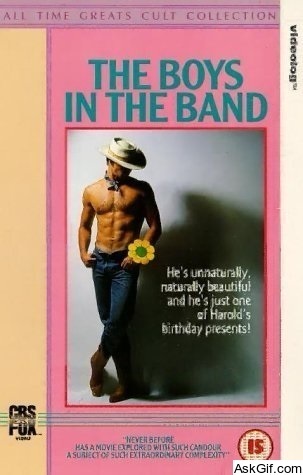 ALL TIME GREATS CULT COLLECTION
videolog™
THE BOYS
IN THE BAND
He's unnaturally,
naturally beautiful
and he's just one
of Harold's
birthday presents!
CBS
FOX
VIDEO
"NEVER BEFORE
HAS A MOVIE EXPLORED WITH SUCH CANDOUR
A SUBJECT OF SUCH EXTRAORDINARY COMPLEXITY"
15
AskGif.com